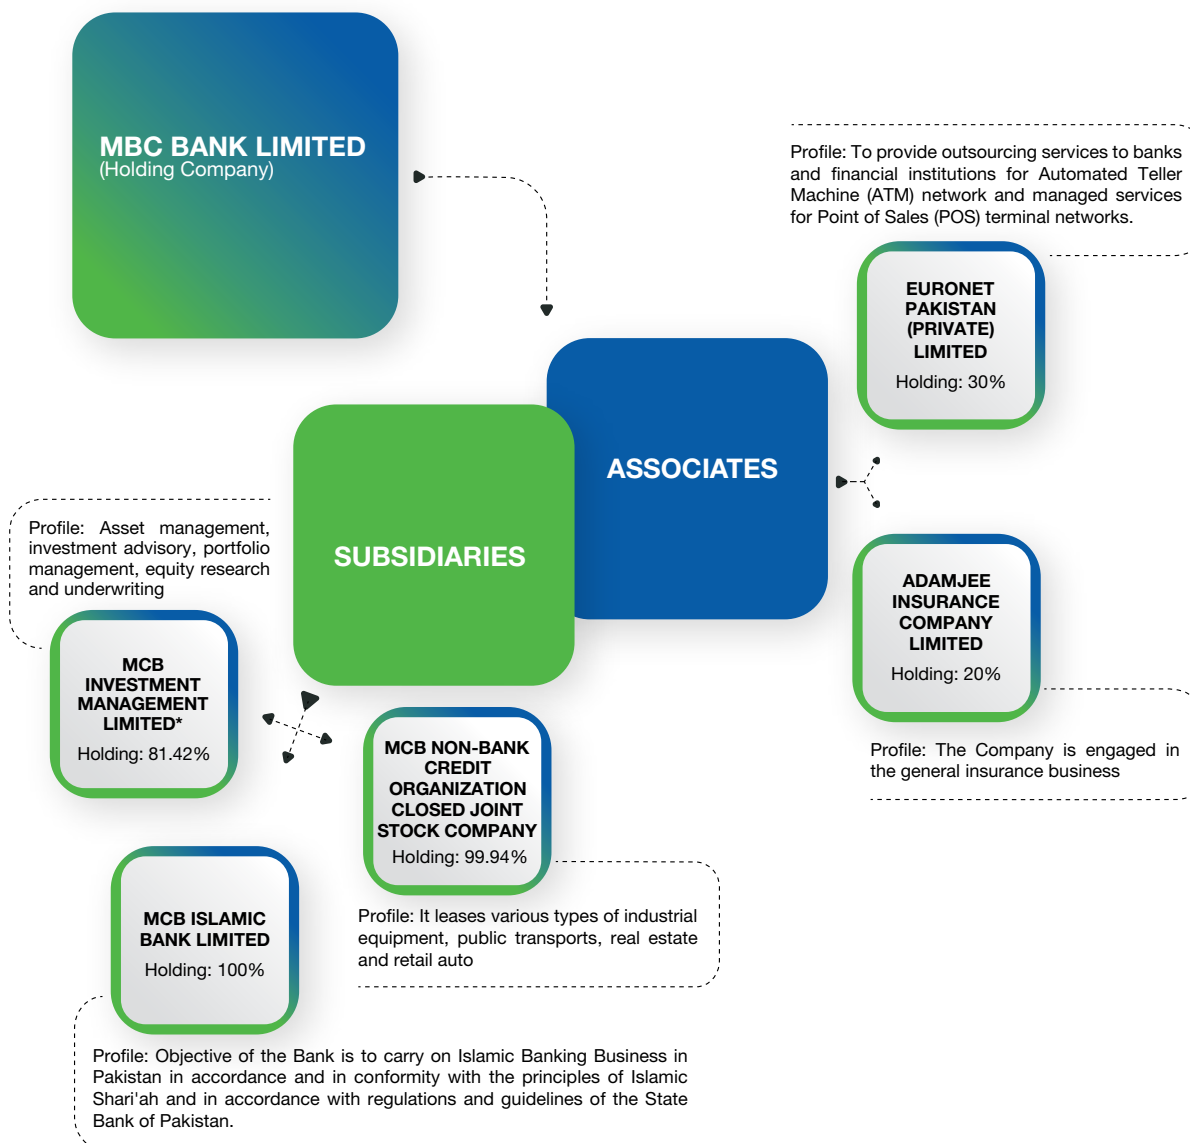 MBC BANK LIMITED
(Holding Company)
Profile: To provide outsourcing services to banks
and financial institutions for Automated Teller
Machine (ATM) network and managed services
for Point of Sales (POS) terminal networks.
EURONET
PAKISTAN
(PRIVATE)
LIMITED
Holding: 30%
ASSOCIATES
SUBSIDIARIES
Profile: Asset management,
investment advisory, portfolio
management, equity research
and underwriting
MCB
INVESTMENT
MANAGEMENT
LIMITED*
Holding: 81.42%
ADAMJEE
INSURANCE
COMPANY
LIMITED
Holding: 20%
Profile: The Company is engaged in
the general insurance business
MCB NON-BANK
CREDIT
ORGANIZATION
CLOSED JOINT
STOCK COMPANY
Holding: 99.94%
Profile: It leases various types of industrial
equipment, public transports, real estate
and retail auto
MCB ISLAMIC
BANK LIMITED
Holding: 100%
Profile: Objective of the Bank is to carry on Islamic Banking Business in
Pakistan in accordance and in conformity with the principles of Islamic
Shari'ah and in accordance with regulations and guidelines of the State
Bank of Pakistan.